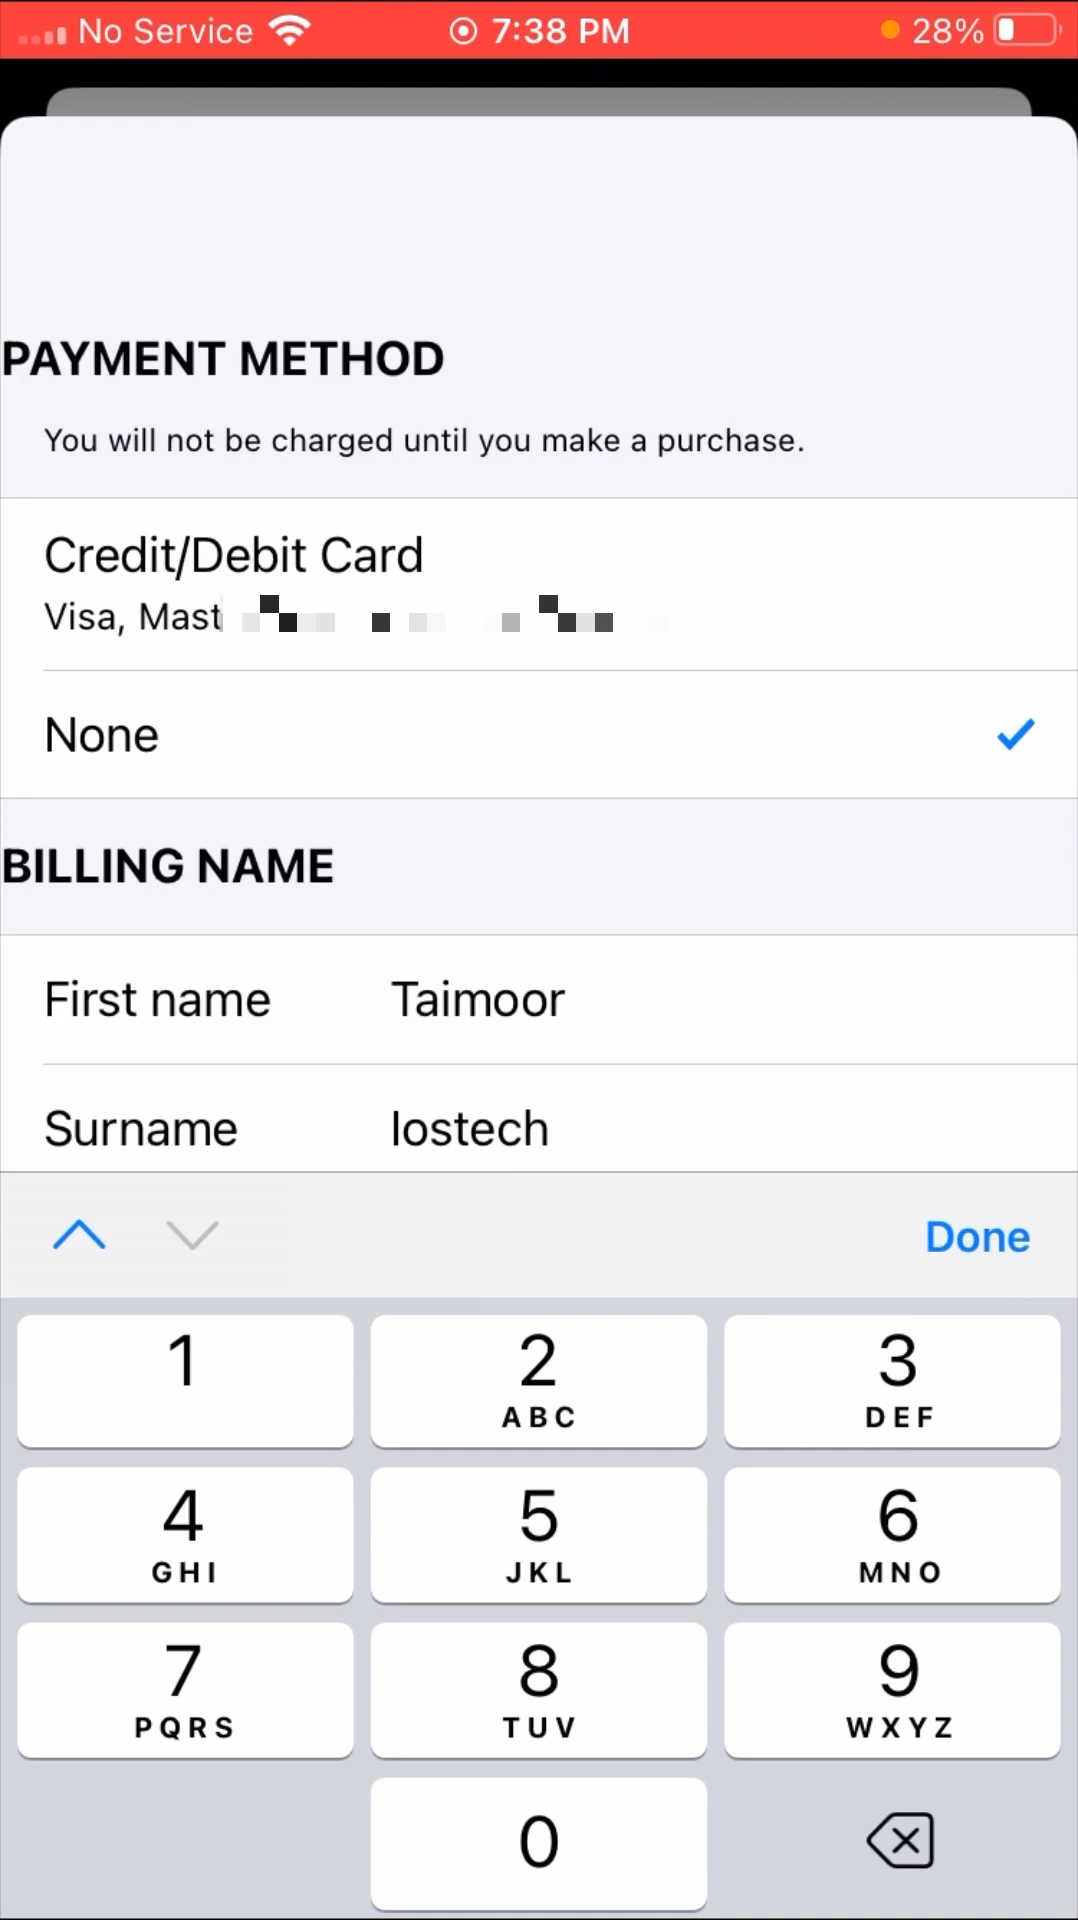 No Service 7:38 PM 28%
PAYMENT METHOD
You will not be charged until you make a purchase.
Credit/Debit Card
Visa, Mast
None
BILLING NAME
First name Taimoor
Surname Iostech
Done
1 2 3
ABC DEF
4 5 6
GHI JKL MNO
7 8 9
PQRS TUV WXYZ
0